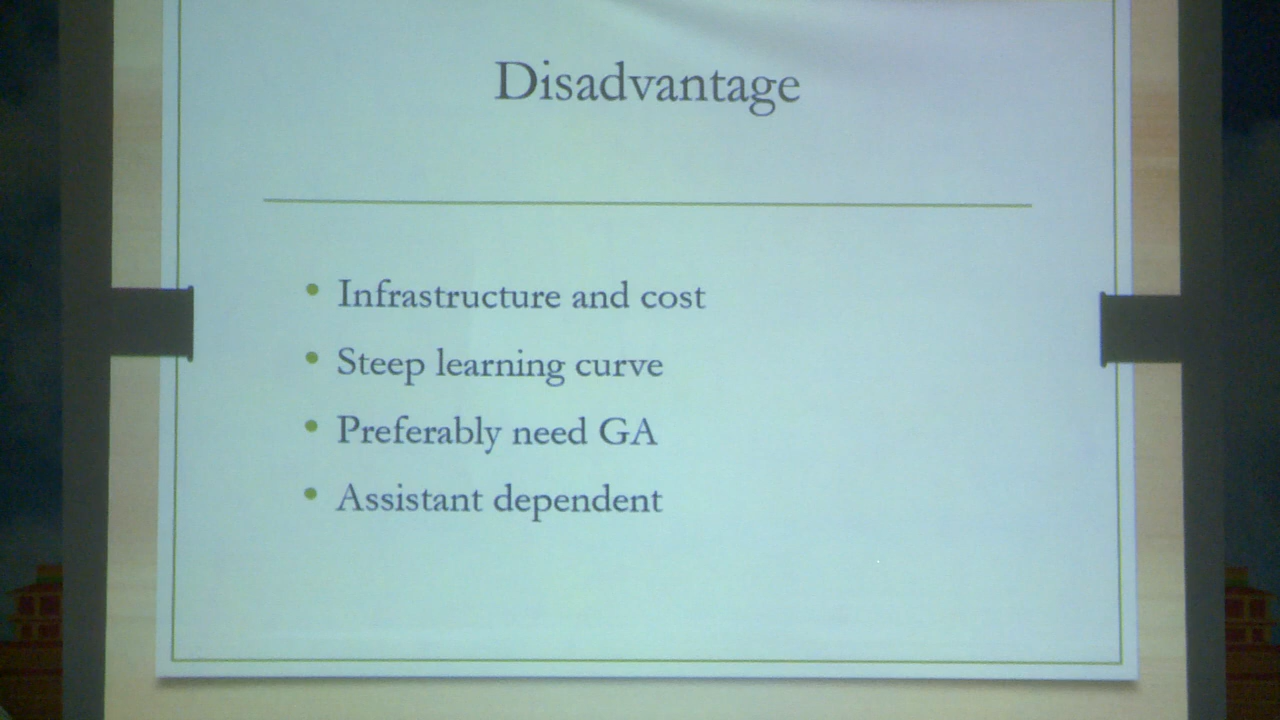 Disadvantage
• Infrastructure and cost
• Steep learning curve
• Preferably need GA
• Assistant dependent